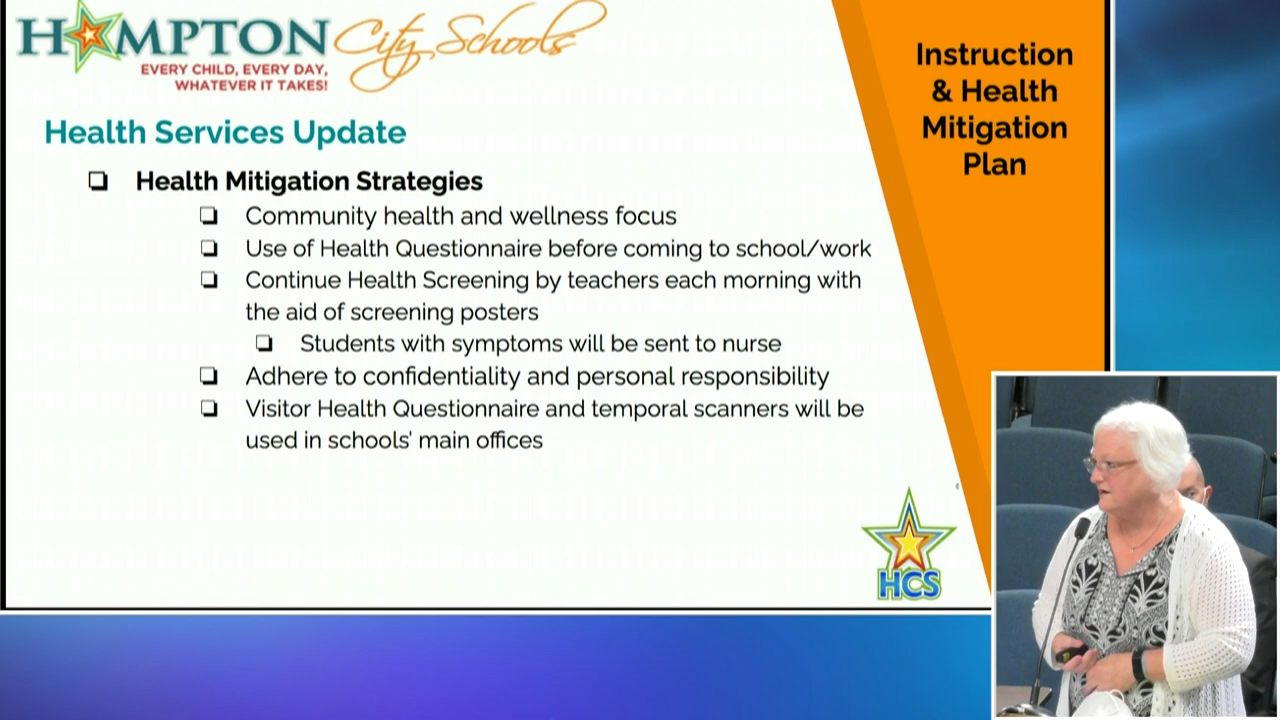 HAMPTON City Schools
EVERY CHILD, EVERY DAY,
WHATEVER IT TAKES!
Instruction
& Health
Mitigation
Plan
Health Services Update
❏ Health Mitigation Strategies
❏ Community health and wellness focus
❏ Use of Health Questionnaire before coming to school/work
❏ Continue Health Screening by teachers each morning with
the aid of screening posters
❏ Students with symptoms will be sent to nurse
❏ Adhere to confidentiality and personal responsibility
❏ Visitor Health Questionnaire and temporal scanners will be
used in schools' main offices
HCS